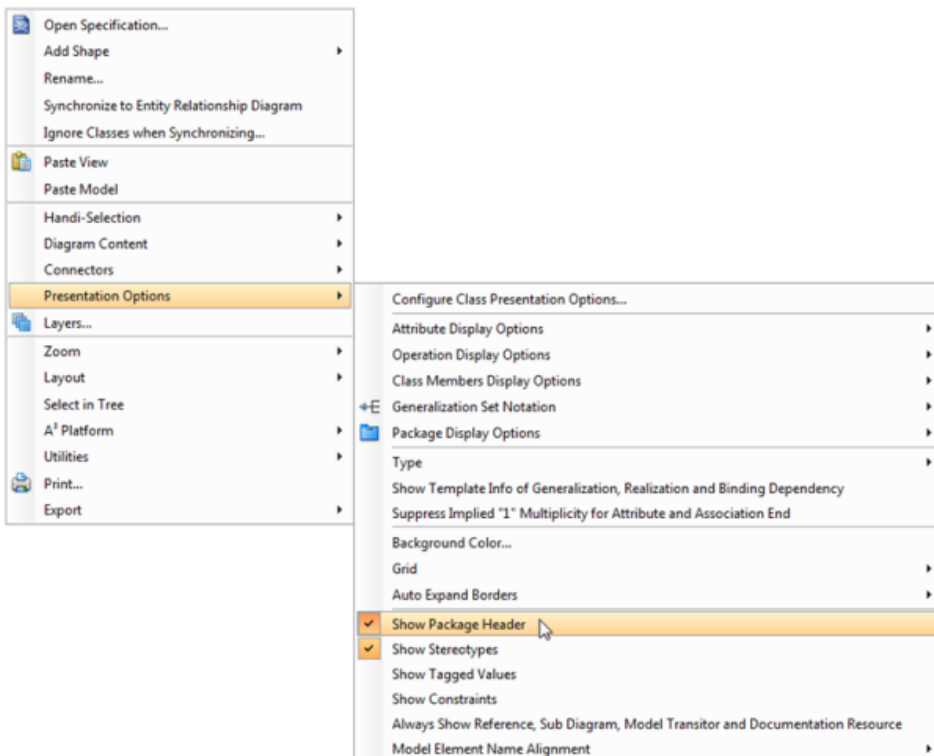 Open Specification...
Add Shape
Rename...
Synchronize to Entity Relationship Diagram
Ignore Classes when Synchronizing...
Paste View
Paste Model
Handi-Selection
Diagram Content
Connectors
Presentation Options
Layers...
Zoom
Layout
Select in Tree
A³ Platform
Utilities
Print...
Export
Configure Class Presentation Options...
Attribute Display Options
Operation Display Options
Class Members Display Options
Generalization Set Notation
Package Display Options
Type
Show Template Info of Generalization, Realization and Binding Dependency
Suppress Implied "1" Multiplicity for Attribute and Association End
Background Color...
Grid
Auto Expand Borders
Show Package Header
Show Stereotypes
Show Tagged Values
Show Constraints
Always Show Reference, Sub Diagram, Model Transitor and Documentation Resource
Model Element Name Alignment